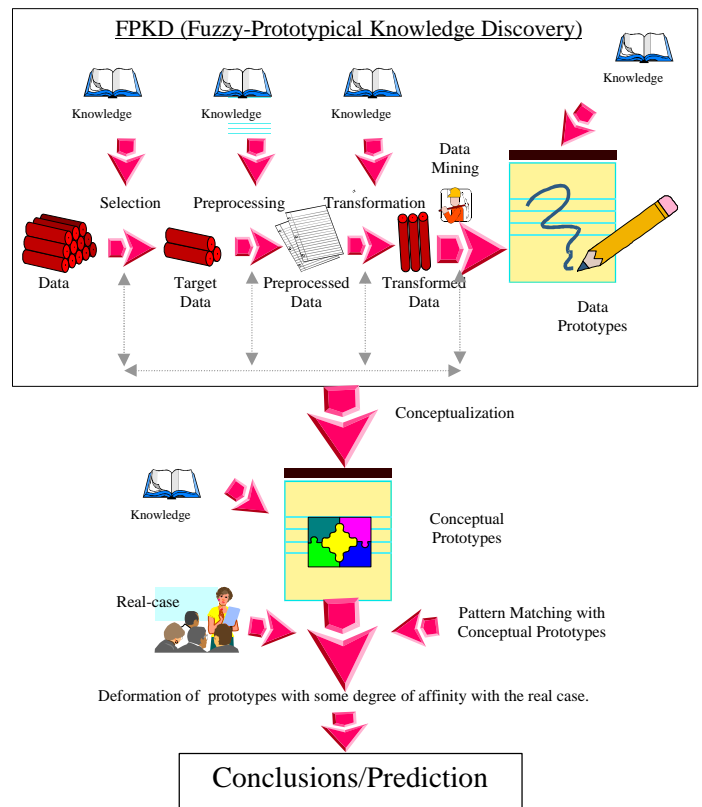 FPKD (Fuzzy-Prototypical Knowledge Discovery)
Knowledge
Knowledge
Knowledge
Knowledge
Selection
Preprocessing
Transformation
Data
Mining
Data
Target
Data
Preprocessed
Data
Transformed
Data
Data
Prototypes
Conceptualization
Knowledge
Conceptual
Prototypes
Real-case
Pattern Matching with
Conceptual Prototypes
Deformation of prototypes with some degree of affinity with the real case.
Conclusions/Prediction